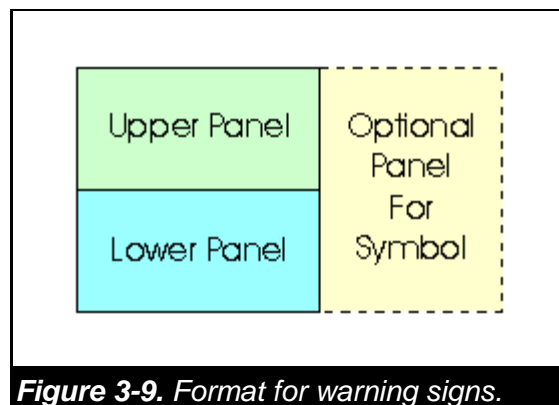 Upper Panel
Lower Panel
Optional
Panel
For
Symbol
Figure 3-9. Format for warning signs.